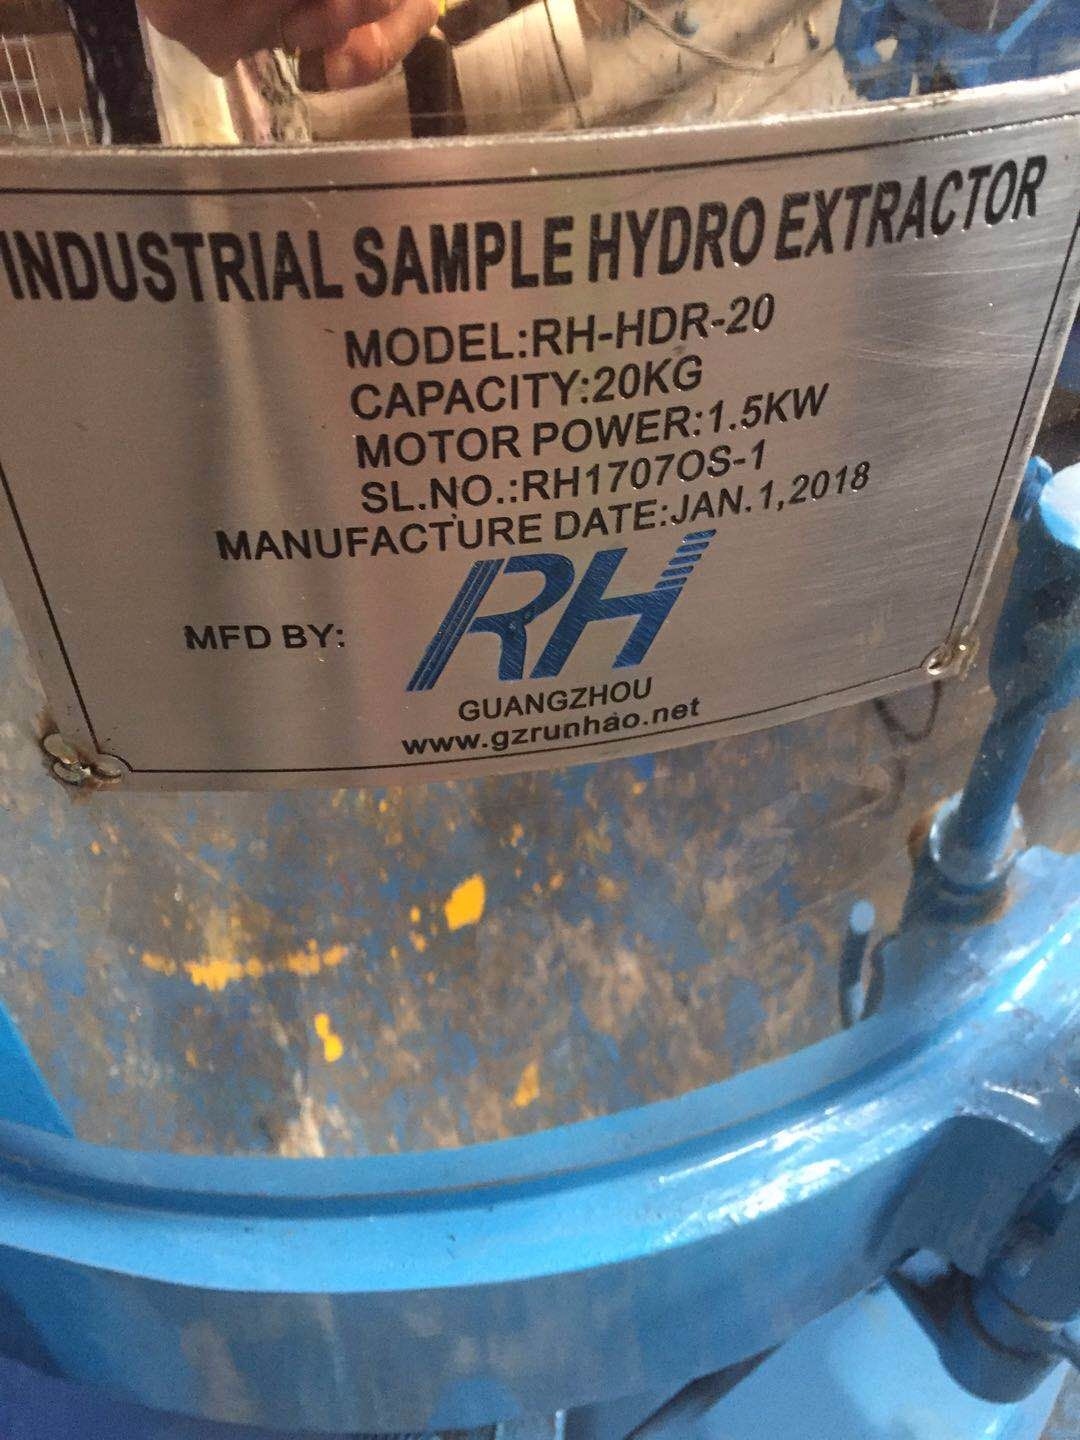 INDUSTRIAL SAMPLE HYDRO EXTRACTOR
MODEL:RH-HDR-20
CAPACITY:20KG
MOTOR POWER:1.5KW
SL.NO.:RH1707OS-1
MANUFACTURE DATE:JAN.1,2018
MFD BY: RH
GUANGZHOU
www.gzrunhao.net